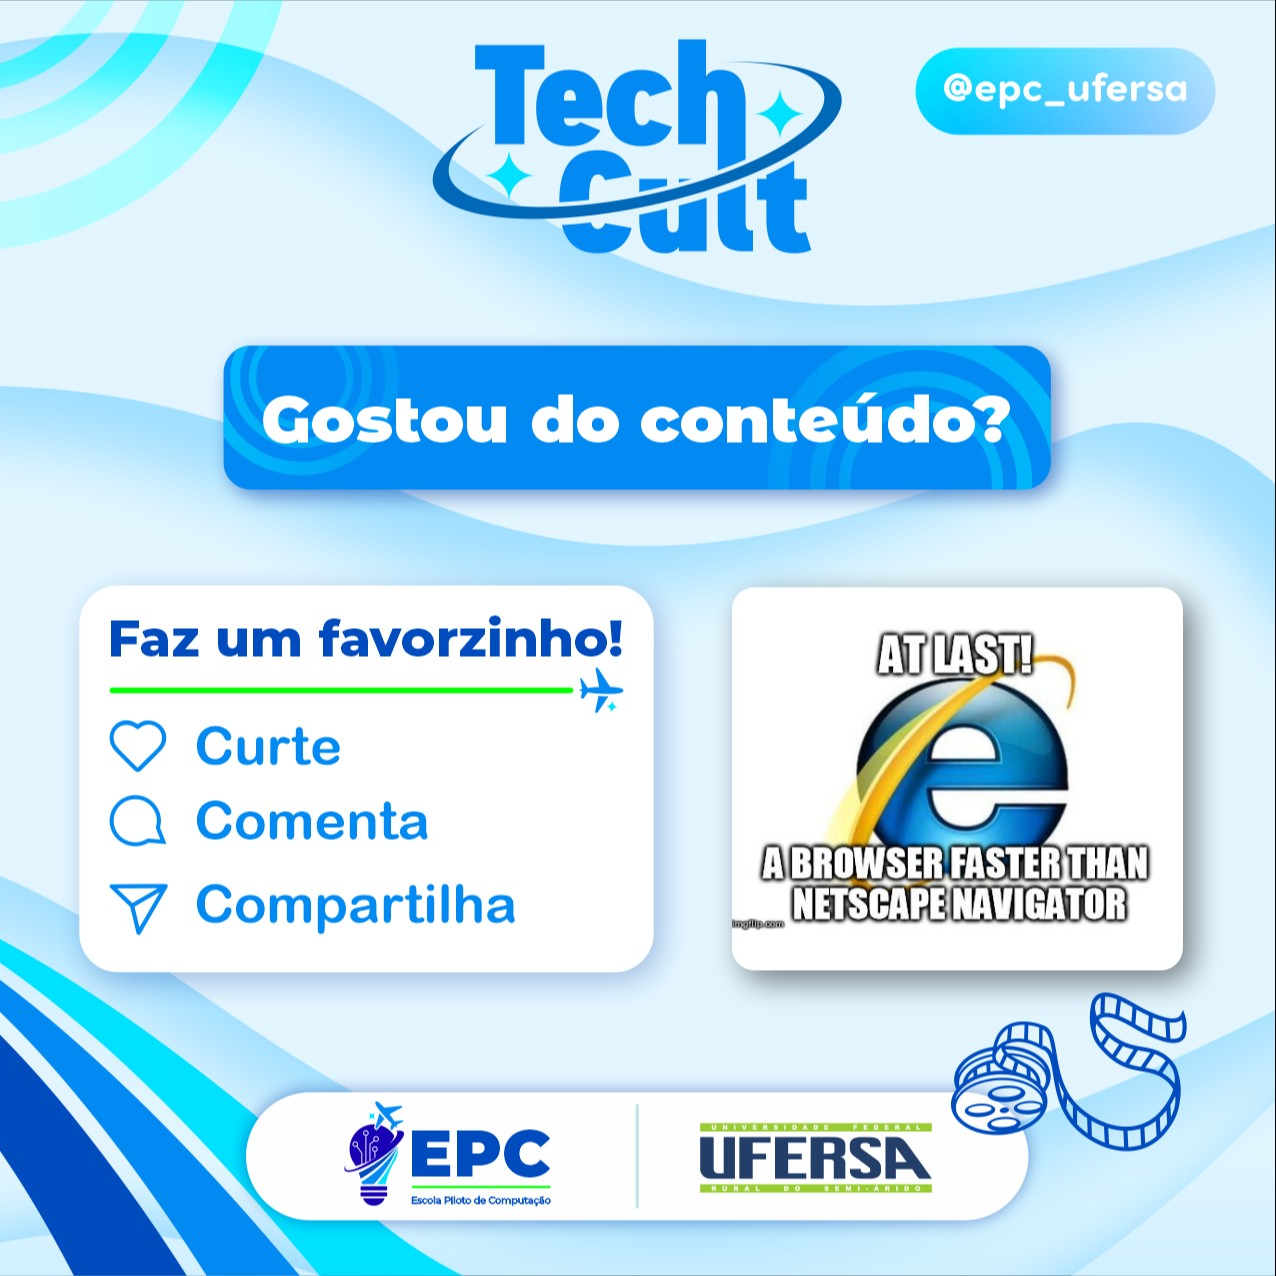 Tech
Cult
@epc_ufersa
Gostou do conteúdo?
Faz um favorzinho!
Curte
Comenta
Compartilha
AT LAST!
A BROWSER FASTER THAN
NETSCAPE NAVIGATOR
imgflip.com
EPC
Escola Piloto de Computação
UNIVERSIDADE FEDERAL
UFERSA
RURAL DO SEMI-ÁRIDO